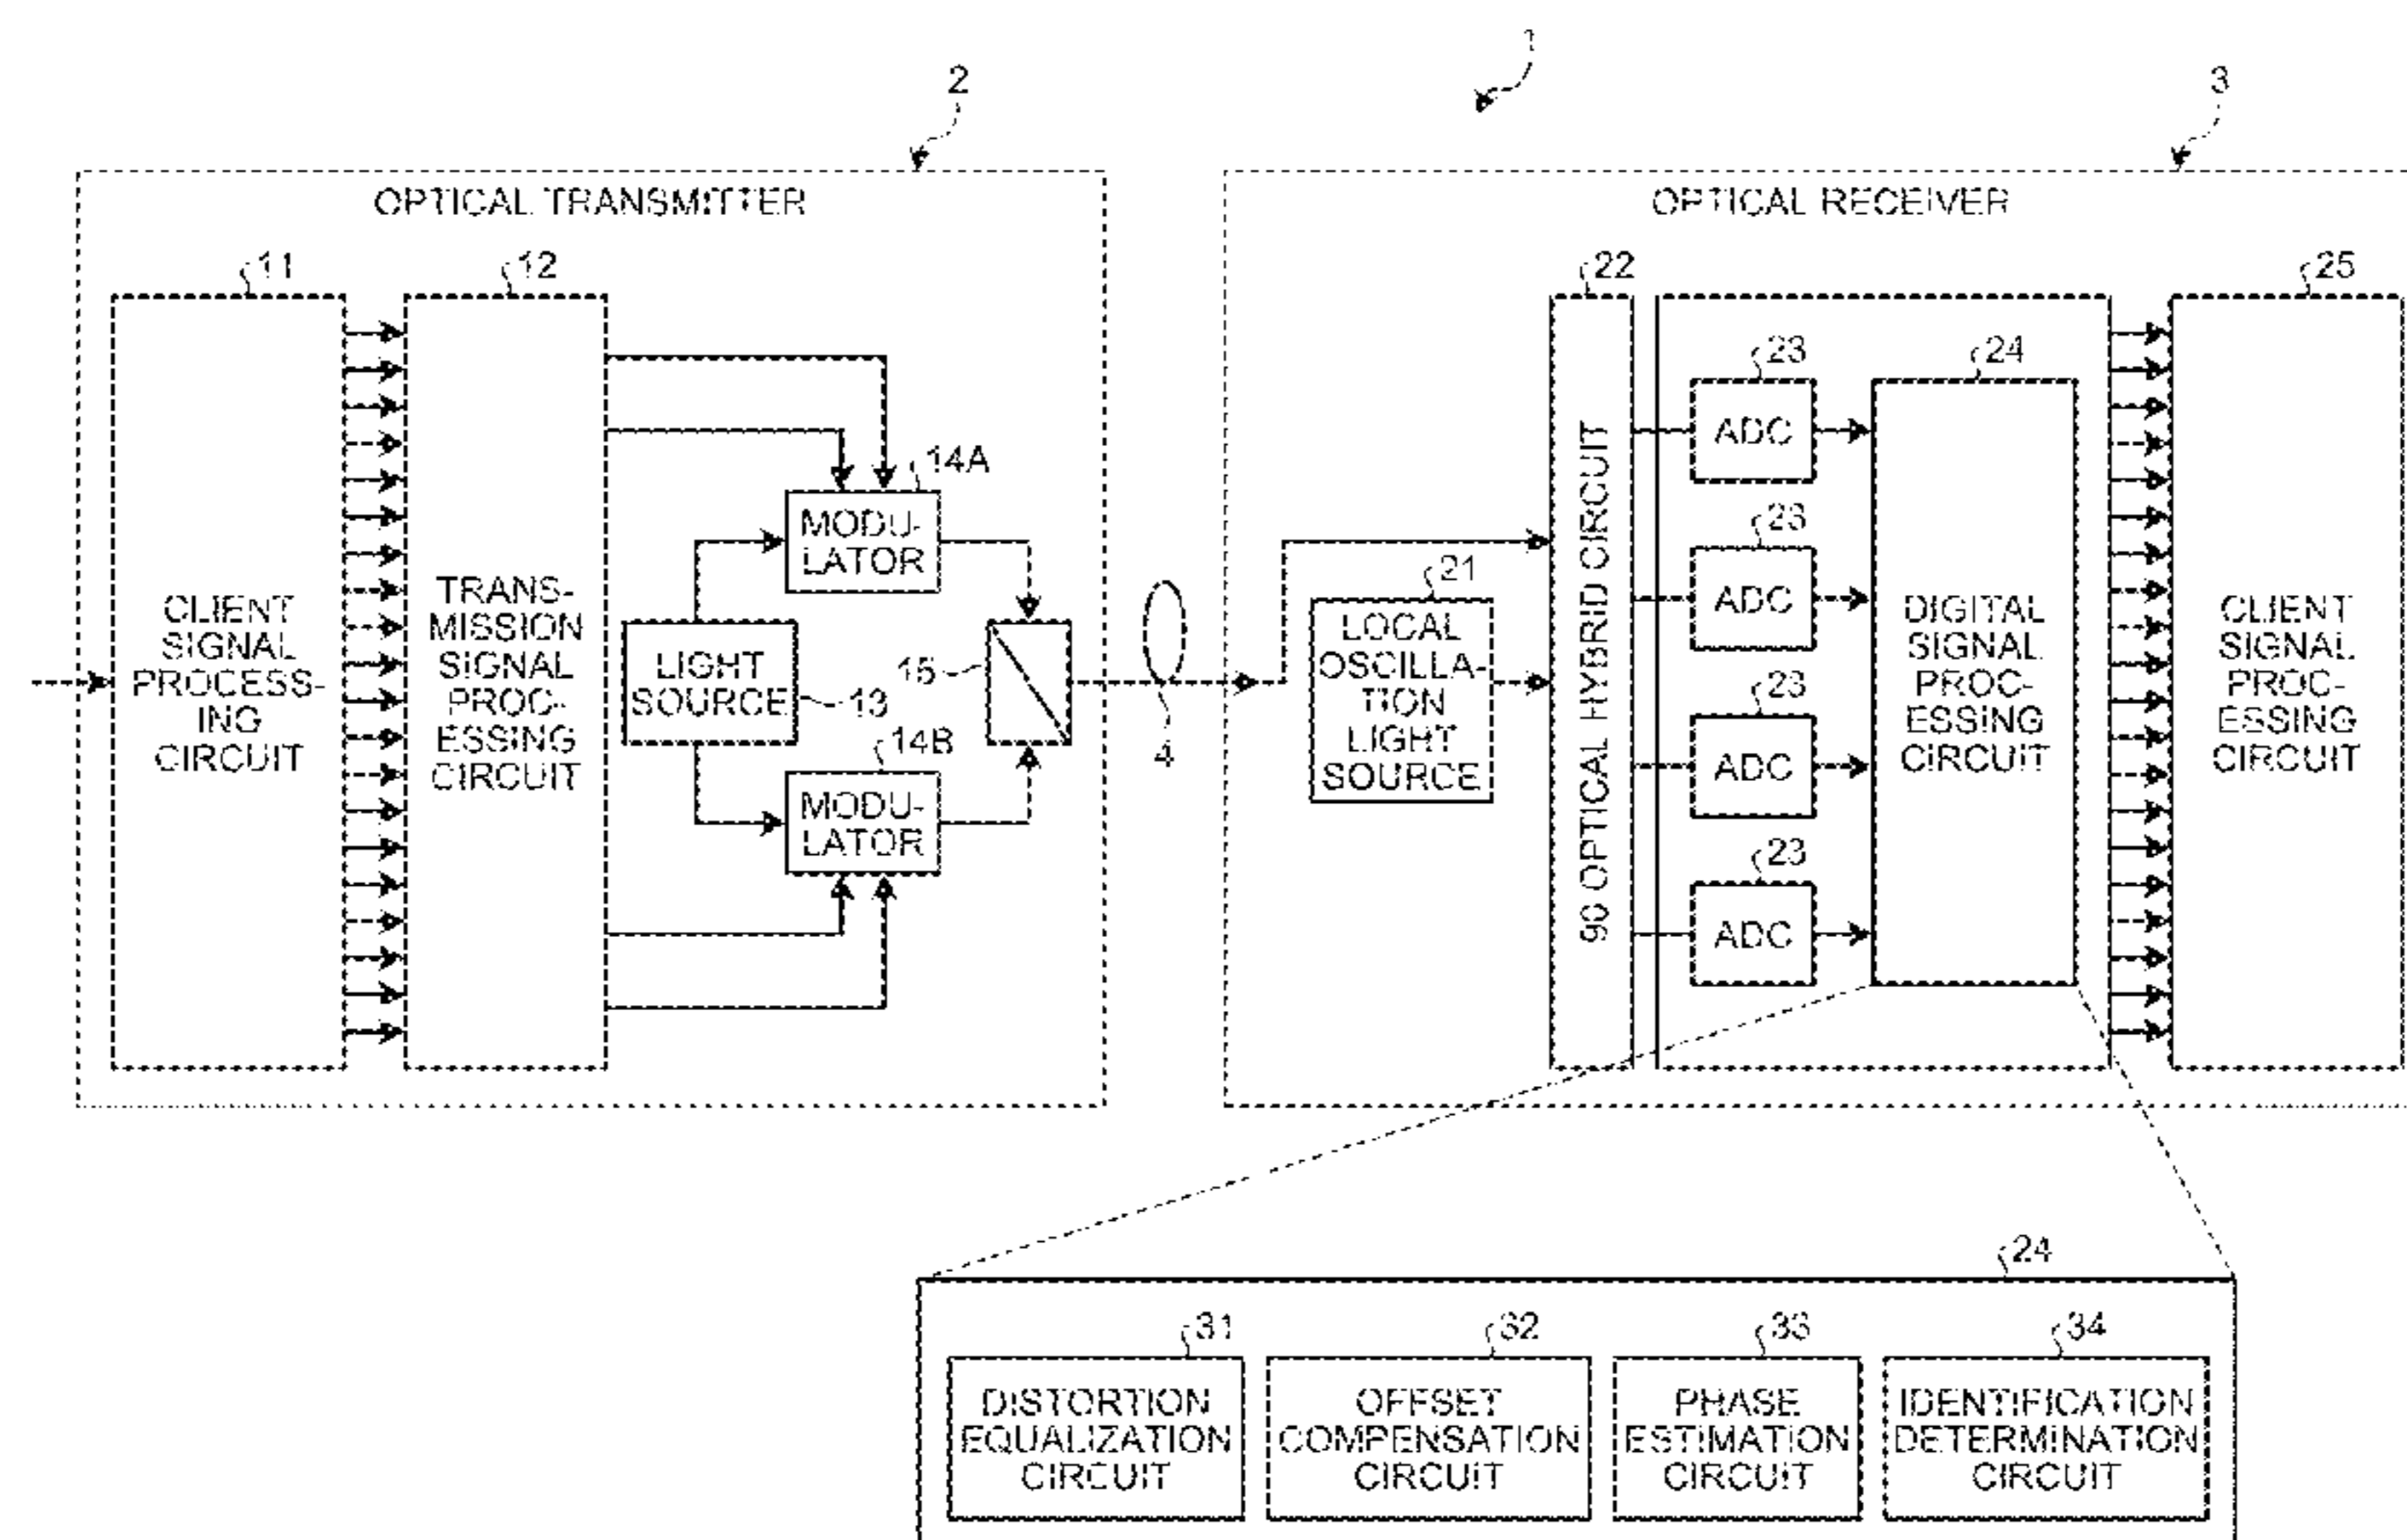 1
2
3
OPTICAL TRANSMITTER
OPTICAL RECEIVER
11
12
22
25
CLIENT
SIGNAL
PROCESS-
ING
CIRCUIT
TRANS-
MISSION
SIGNAL
PROC-
ESSING
CIRCUIT
LIGHT
SOURCE
13
14A
MODU-
LATOR
14B
MODU-
LATOR
15
4
21
LOCAL
OSCILLA-
TION
LIGHT
SOURCE
90 OPTICAL HYBRID CIRCUIT
23
ADC
23
ADC
23
ADC
23
ADC
24
DIGITAL
SIGNAL
PROC-
ESSING
CIRCUIT
CLIENT
SIGNAL
PROC-
ESSING
CIRCUIT
24
31
DISTORTION
EQUALIZATION
CIRCUIT
32
OFFSET
COMPENSATION
CIRCUIT
33
PHASE
ESTIMATION
CIRCUIT
34
IDENTIFICATION
DETERMINATION
CIRCUIT